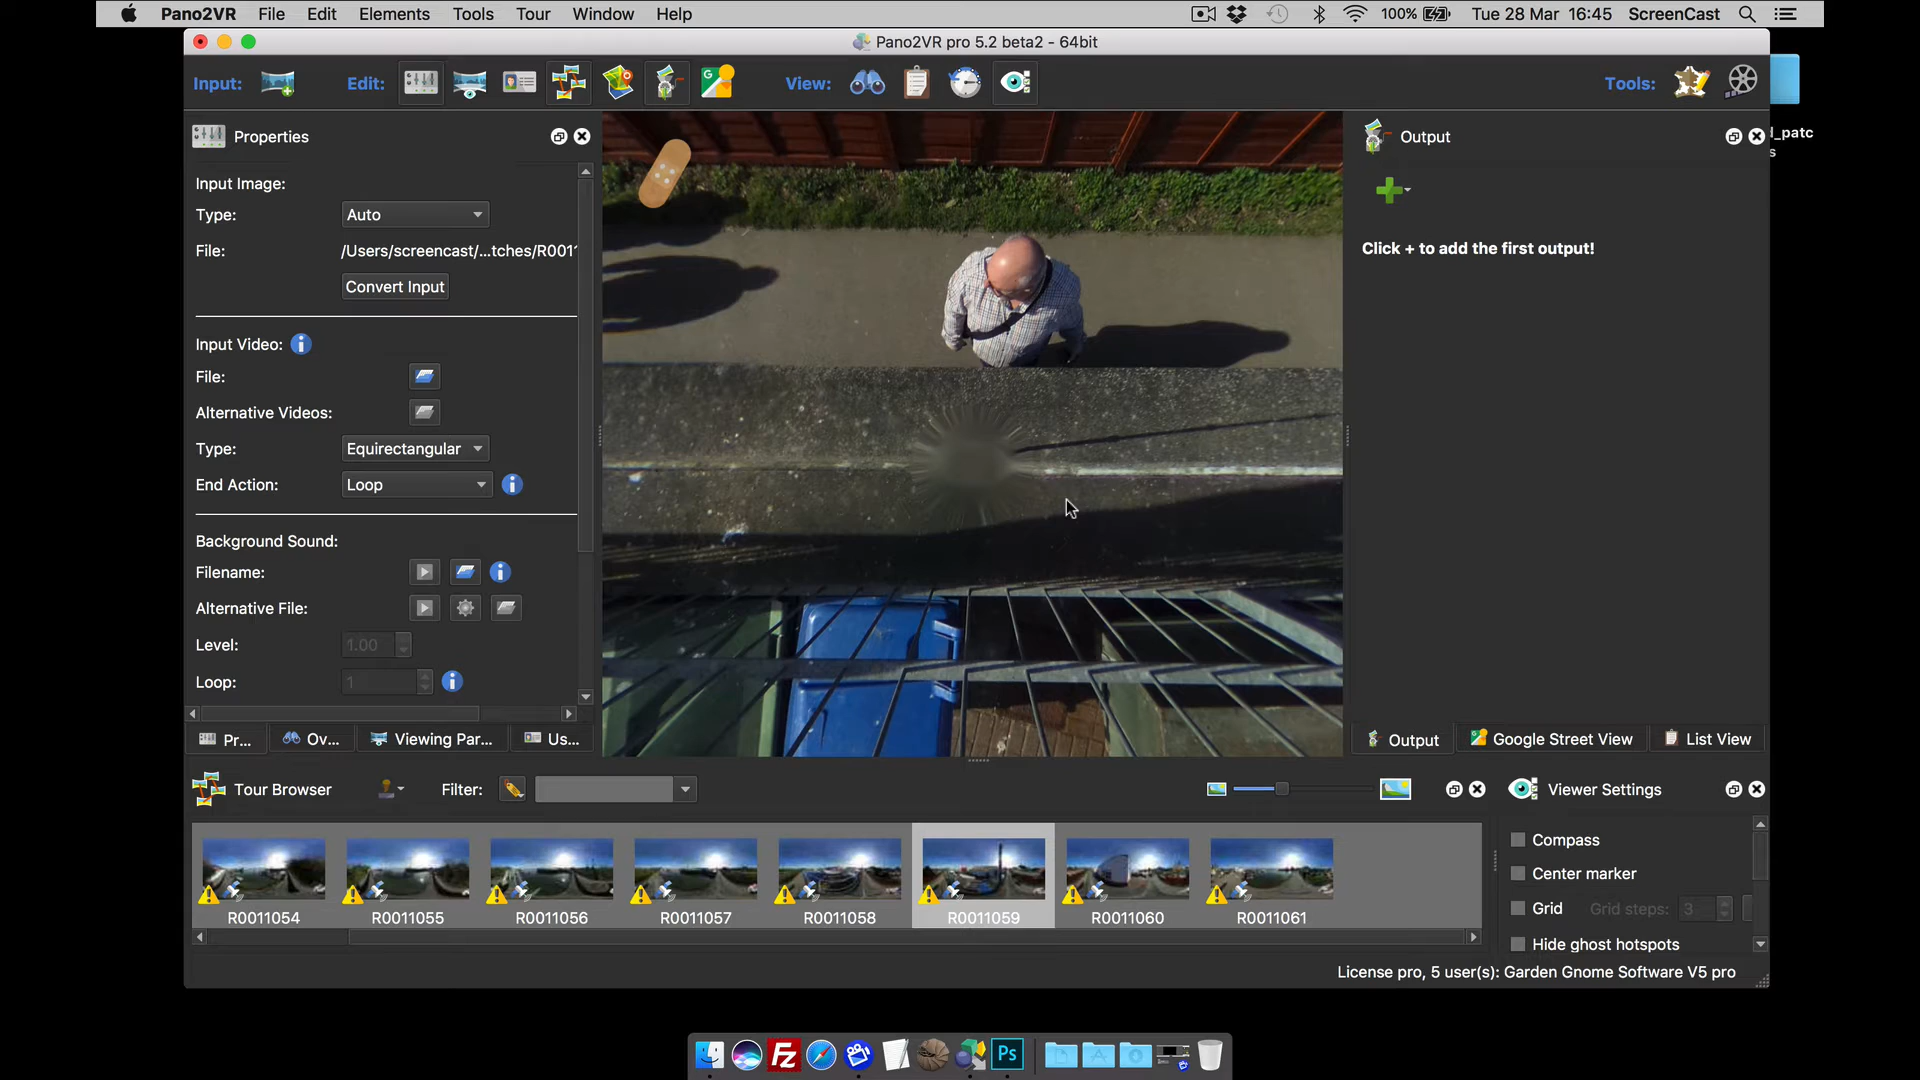 Pano2VR File Edit Elements Tools Tour Window Help 100% Tue 28 Mar 16:45 ScreenCast
Pano2VR pro 5.2 beta2 - 64bit
Input: Edit: View: Tools:
d_patc
s
Properties
Input Image:
Type: Auto
File: /Users/screencast/...tches/R001
Convert Input
Input Video:
File:
Alternative Videos:
Type: Equirectangular
End Action: Loop
Background Sound:
Filename:
Alternative File:
Level: 1.00
Loop: 1
Pr... Ov... Viewing Par... Us...
Output
Click + to add the first output!
Output Google Street View List View
Tour Browser Filter:
R0011054 R0011055 R0011056 R0011057 R0011058 R0011059 R0011060 R0011061
Viewer Settings
Compass
Center marker
Grid Grid steps: 3
Hide ghost hotspots
License pro, 5 user(s): Garden Gnome Software V5 pro
Fz
Ps